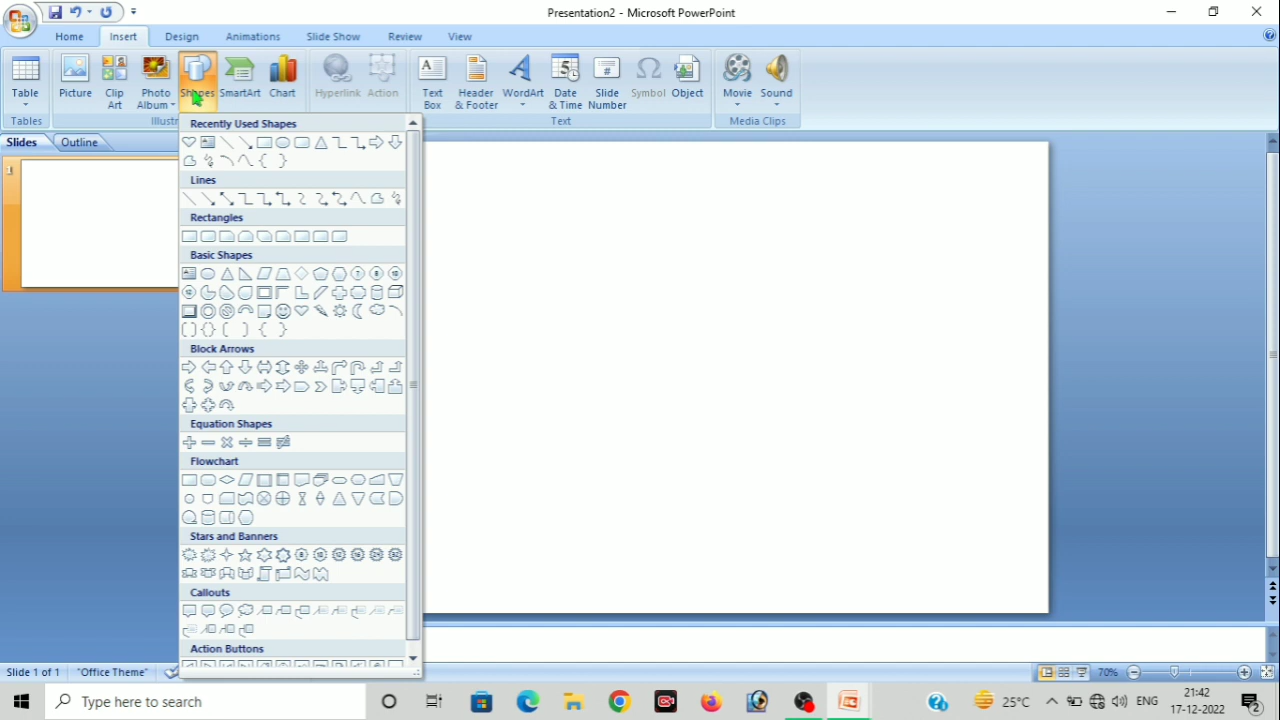 Presentation2 - Microsoft PowerPoint
Home Insert Design Animations Slide Show Review View
Table Picture Clip Art Photo Album Shapes SmartArt Chart Hyperlink Action Text Box Header & Footer WordArt Date & Time Slide Number Symbol Object Movie Sound
Tables Illustr Text Media Clips
Slides Outline
1
Recently Used Shapes
Lines
Rectangles
Basic Shapes
Block Arrows
Equation Shapes
Flowchart
Stars and Banners
Callouts
Action Buttons
Slide 1 of 1 "Office Theme" 70%
Type here to search
25°C ENG
21:42
17-12-2022
2